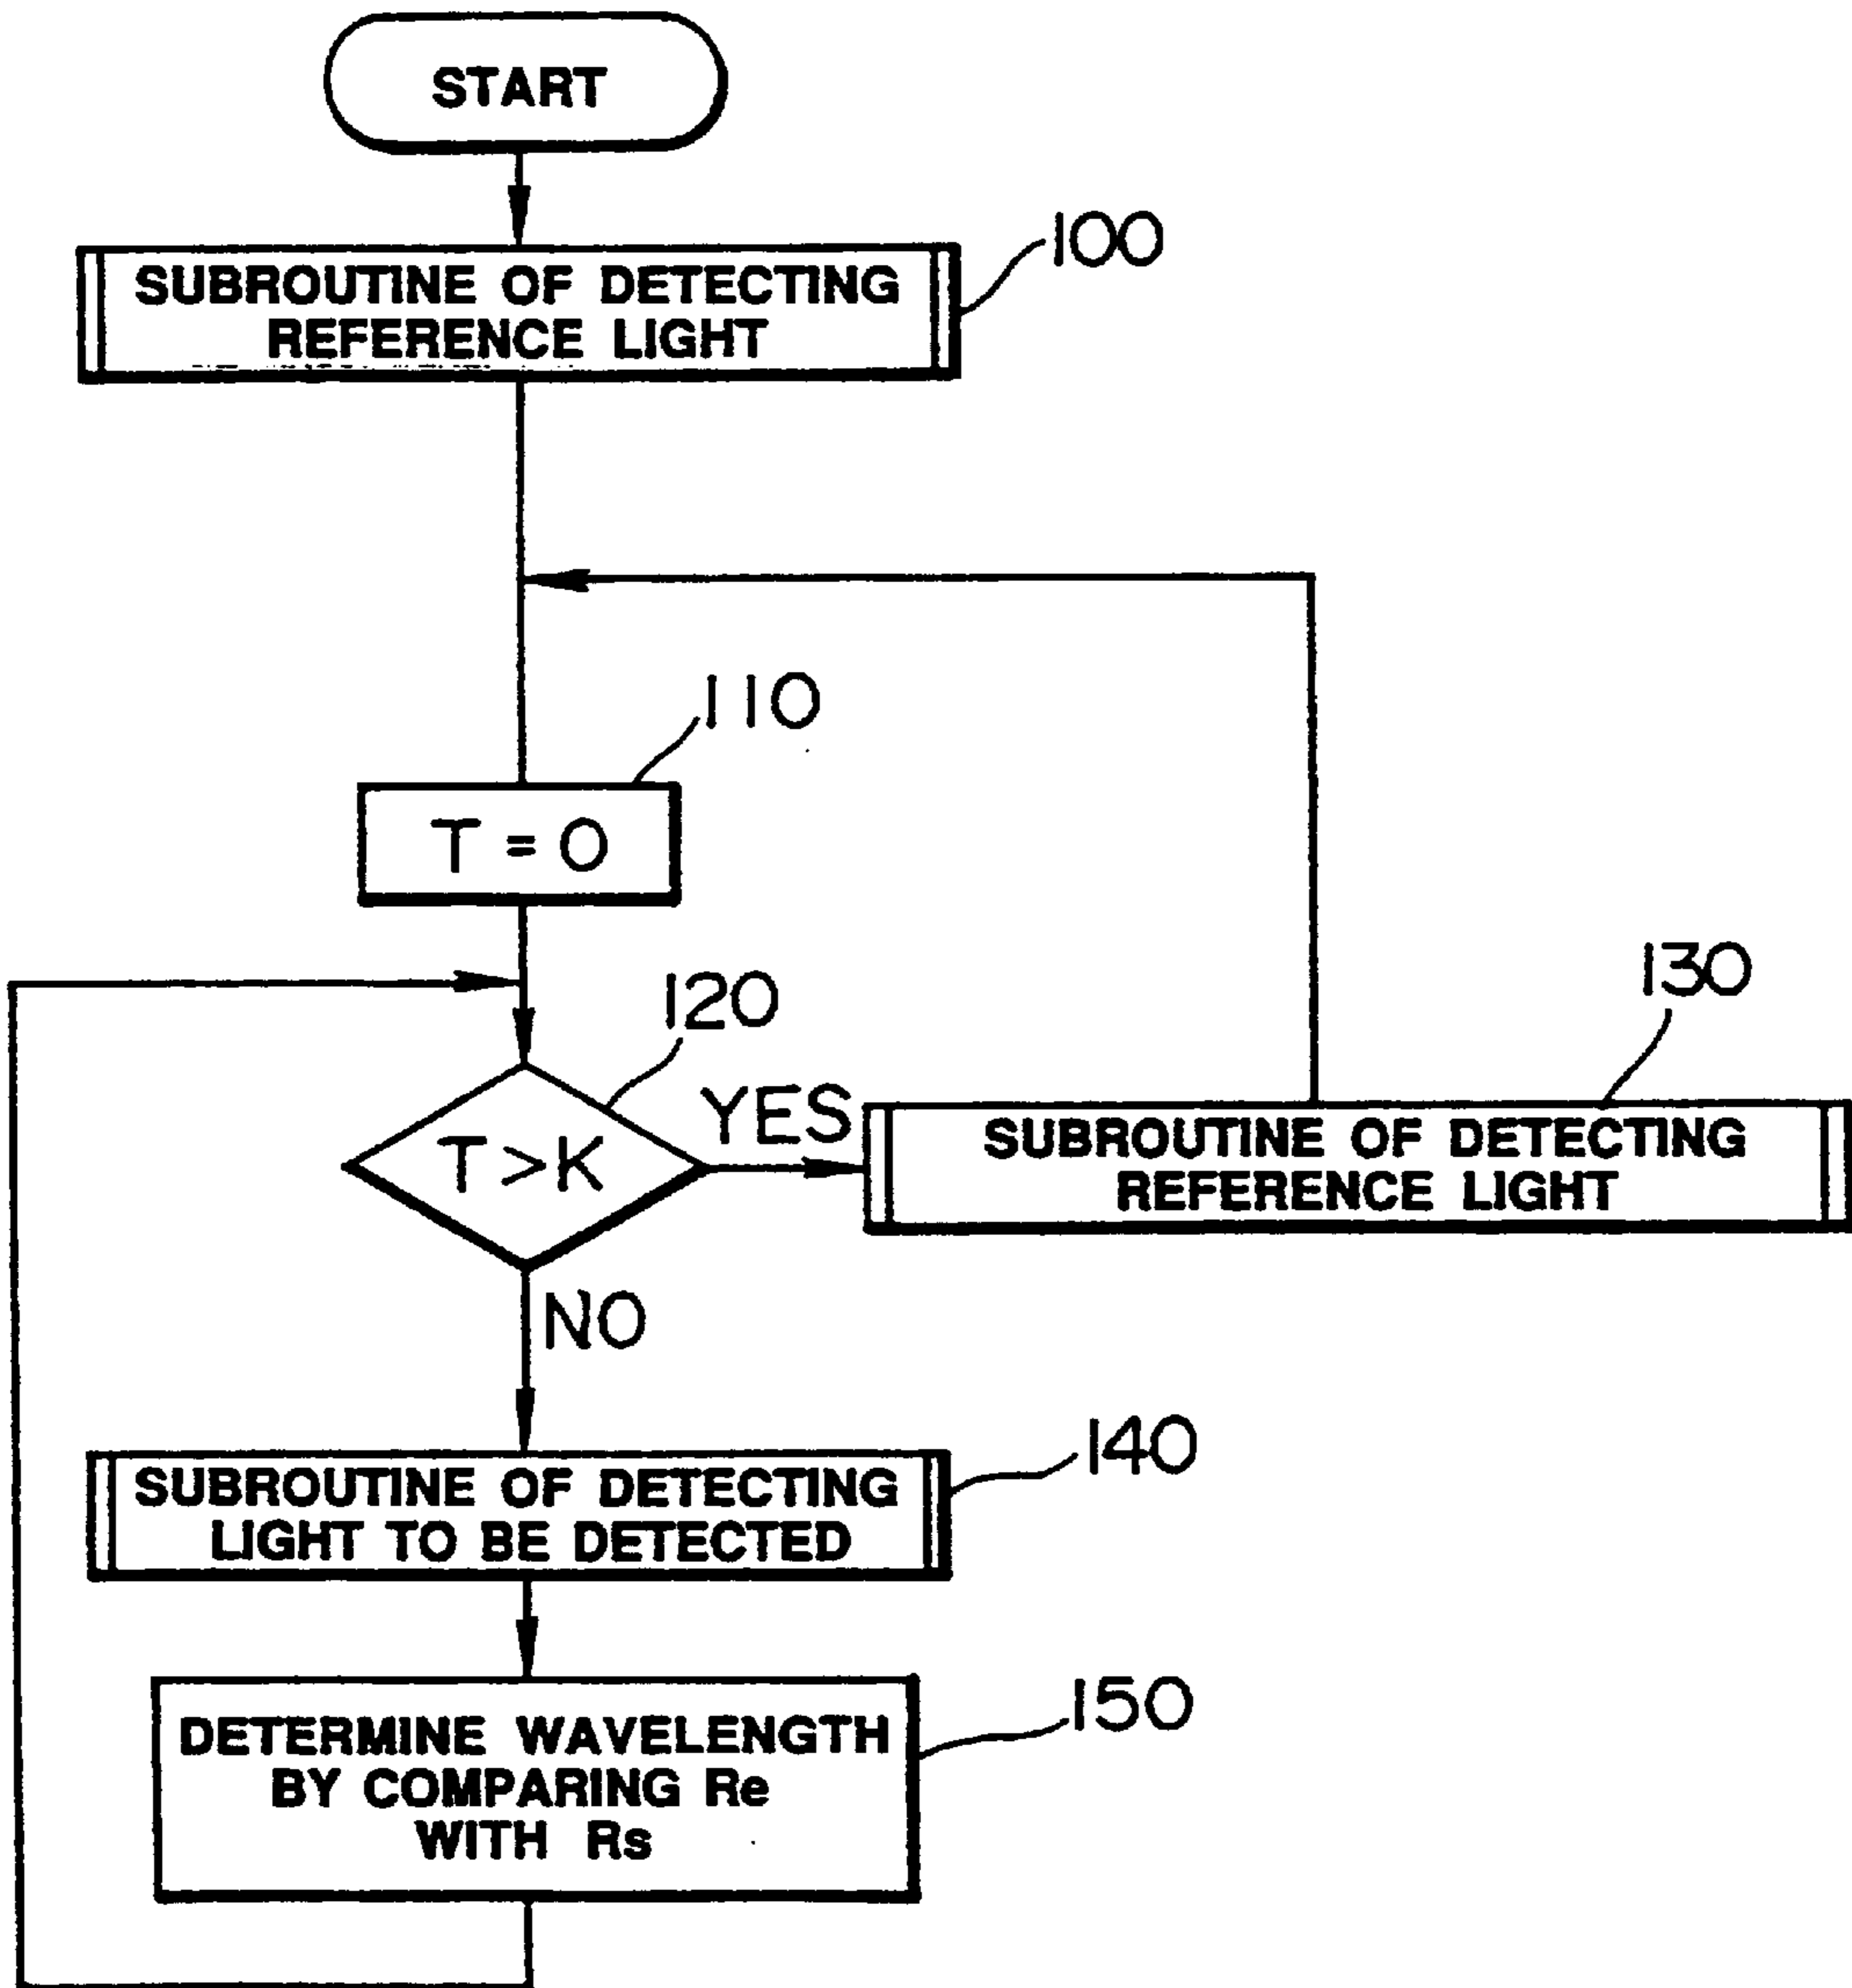 START
100
SUBROUTINE OF DETECTING
REFERENCE LIGHT
110
T = 0
120
130
T > K
YES
SUBROUTINE OF DETECTING
REFERENCE LIGHT
NO
140
SUBROUTINE OF DETECTING
LIGHT TO BE DETECTED
150
DETERMINE WAVELENGTH
BY COMPARING Re
WITH Rs